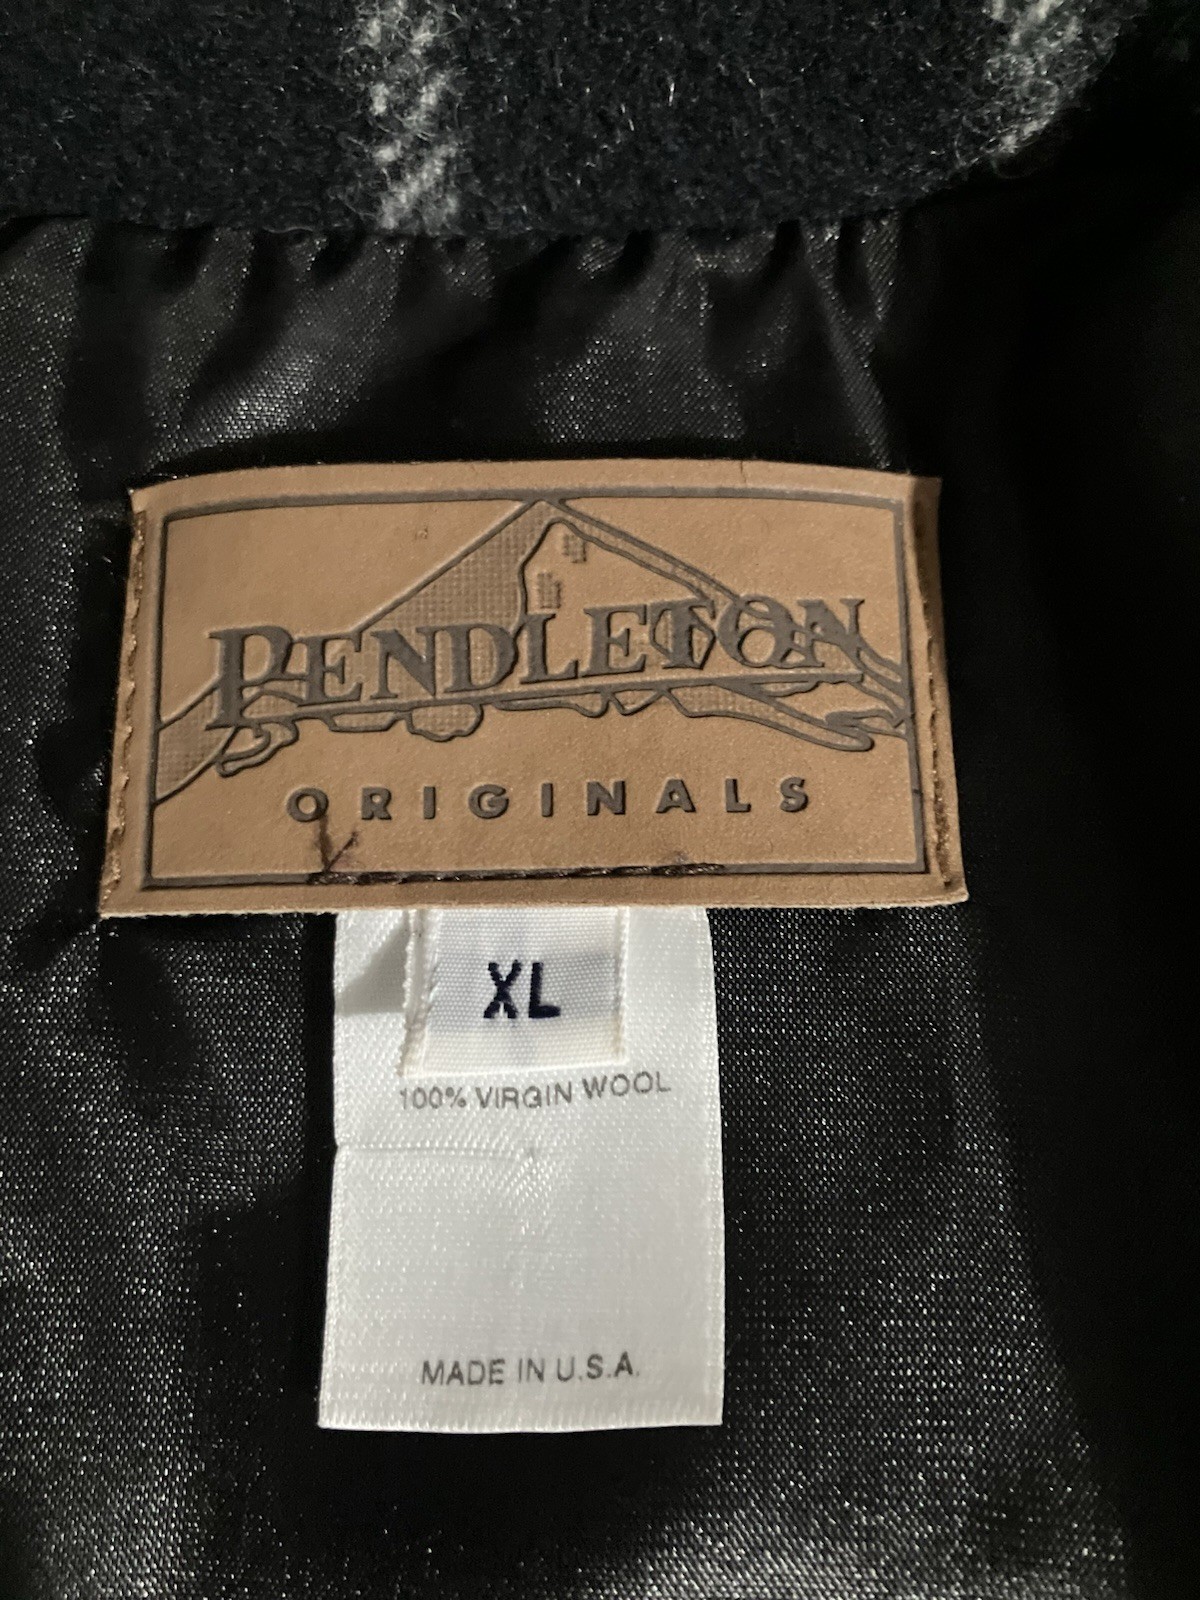 PENDLETON
ORIGINALS
XL
100% VIRGIN WOOL
MADE IN U.S.A.